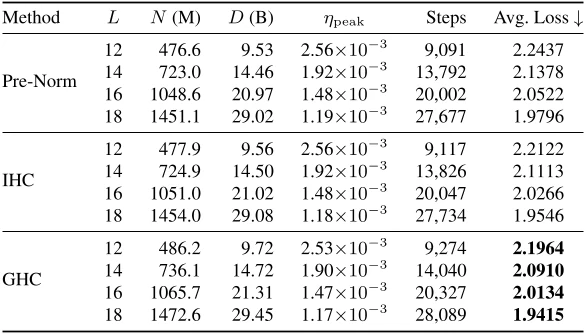 Method L N (M) D (B) ηpeak Steps Avg. Loss ↓
12 476.6 9.53 2.56×10⁻³ 9,091 2.2437
14 723.0 14.46 1.92×10⁻³ 13,792 2.1378
Pre-Norm
16 1048.6 20.97 1.48×10⁻³ 20,002 2.0522
18 1451.1 29.02 1.19×10⁻³ 27,677 1.9796
12 477.9 9.56 2.56×10⁻³ 9,117 2.2122
14 724.9 14.50 1.92×10⁻³ 13,826 2.1113
IHC
16 1051.0 21.02 1.48×10⁻³ 20,047 2.0266
18 1454.0 29.08 1.18×10⁻³ 27,734 1.9546
12 486.2 9.72 2.53×10⁻³ 9,274 2.1964
14 736.1 14.72 1.90×10⁻³ 14,040 2.0910
GHC
16 1065.7 21.31 1.47×10⁻³ 20,327 2.0134
18 1472.6 29.45 1.17×10⁻³ 28,089 1.9415